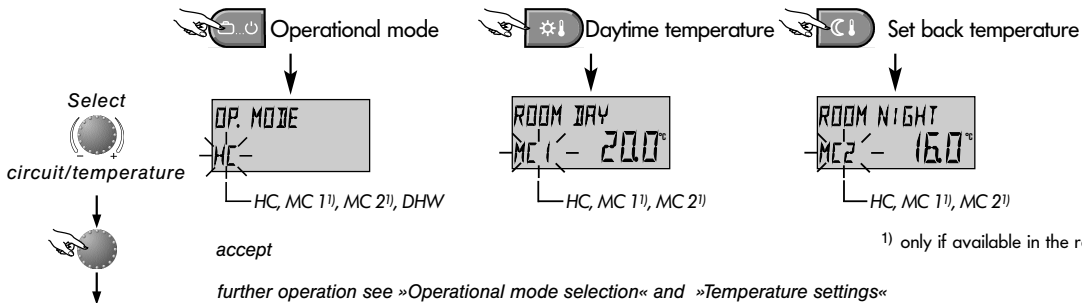 Operational mode
Daytime temperature
Set back temperature
Select
circuit/temperature
OP. MODE
HC
ROOM DAY
MC 1 20.0 °C
ROOM NIGHT
MC2 16.0 °C
- +
HC, MC 1¹⁾, MC 2¹⁾, DHW
HC, MC 1¹⁾, MC 2¹⁾
HC, MC 1¹⁾, MC 2¹⁾
accept
1) only if available in the
further operation see »Operational mode selection« and »Temperature settings«